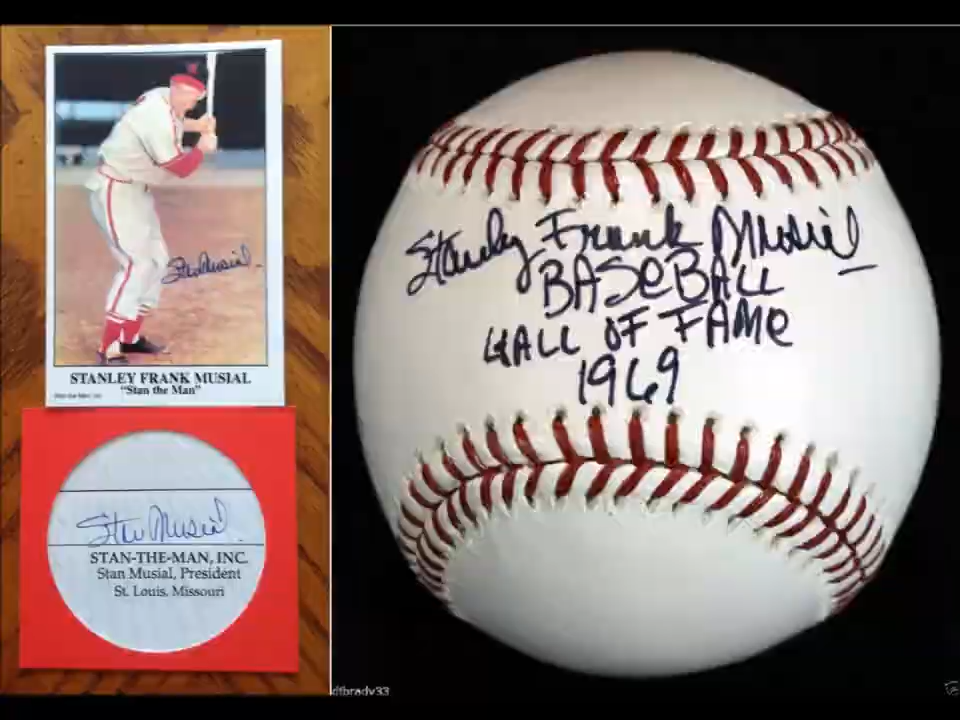 Stan Musial.
STANLEY FRANK MUSIAL
"Stan the Man"
Stan Musial.
STAN-THE-MAN, INC.
Stan Musial, President
St. Louis, Missouri
Stanley Frank Musial
BASEBALL
HALL OF FAME
1969
dtbrady33